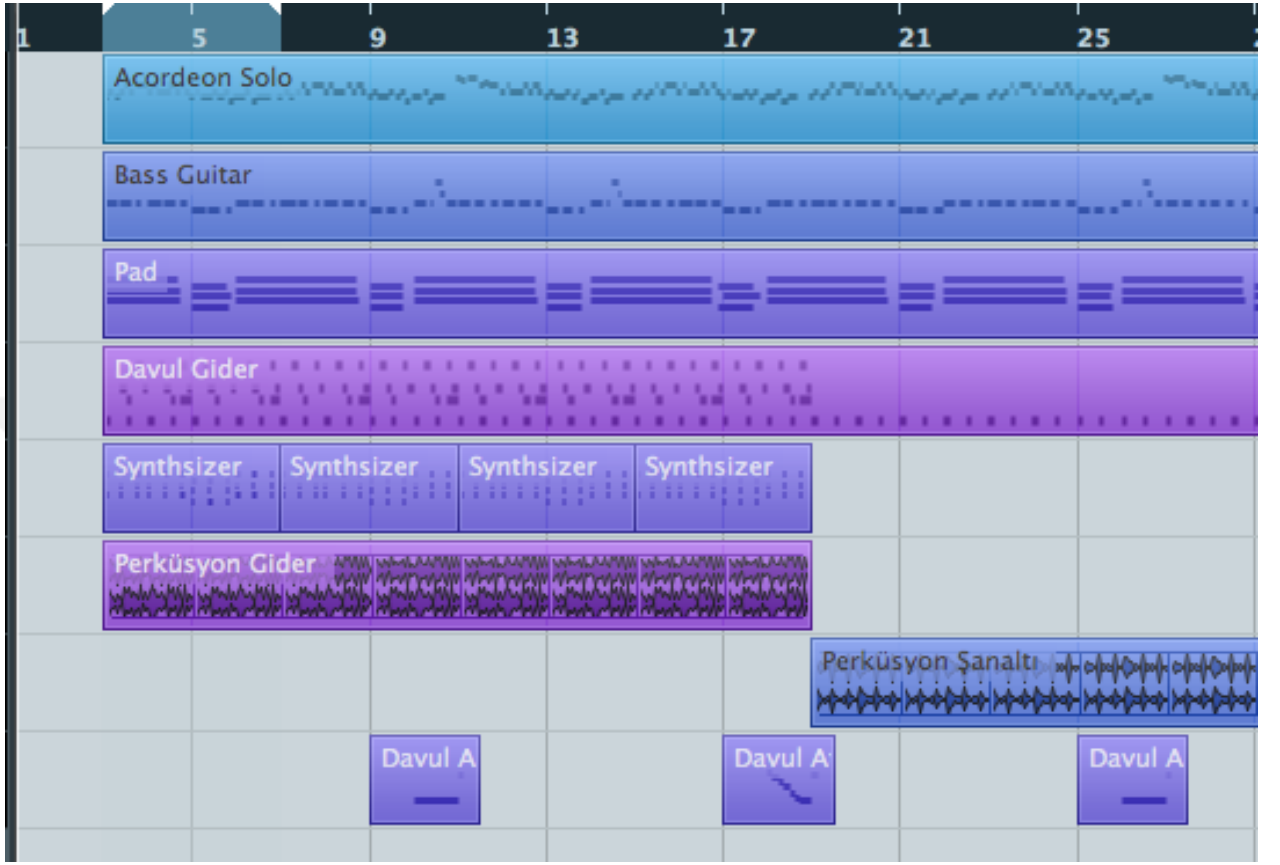 1 5 9 13 17 21 25
Acordeon Solo
Bass Guitar
Pad
Davul Gider
Synthsizer Synthsizer Synthsizer Synthsizer
Perküsyon Gider
Perküsyon Şanaltı
Davul A Davul A Davul A